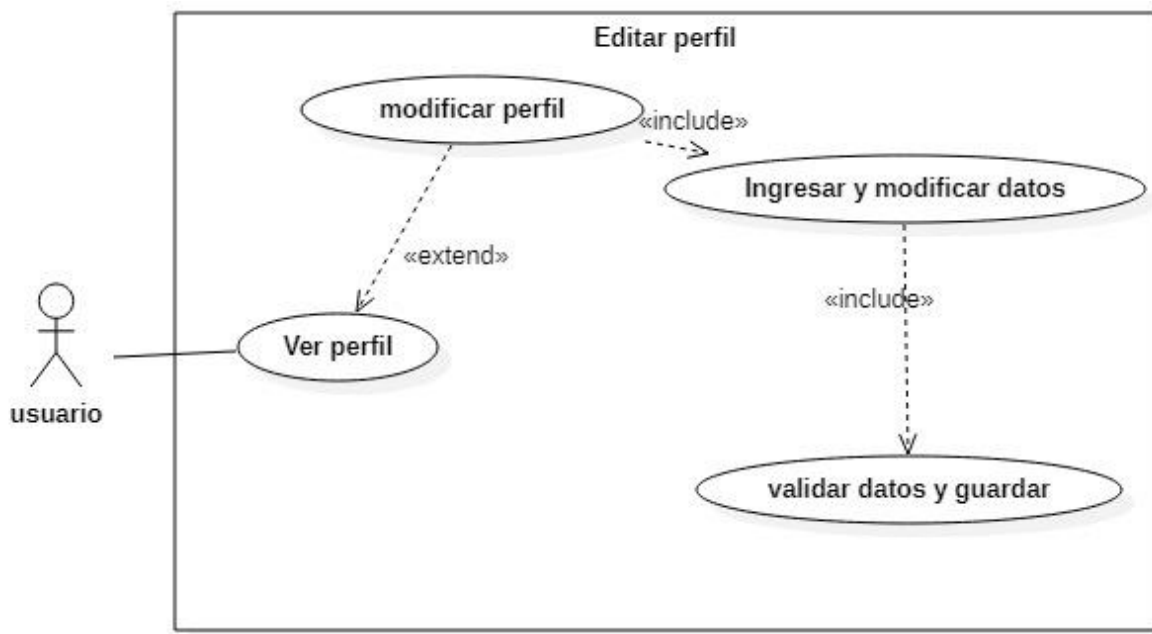 Editar perfil
modificar perfil
«include»
Ingresar y modificar datos
«extend»
«include»
Ver perfil
usuario
validar datos y guardar